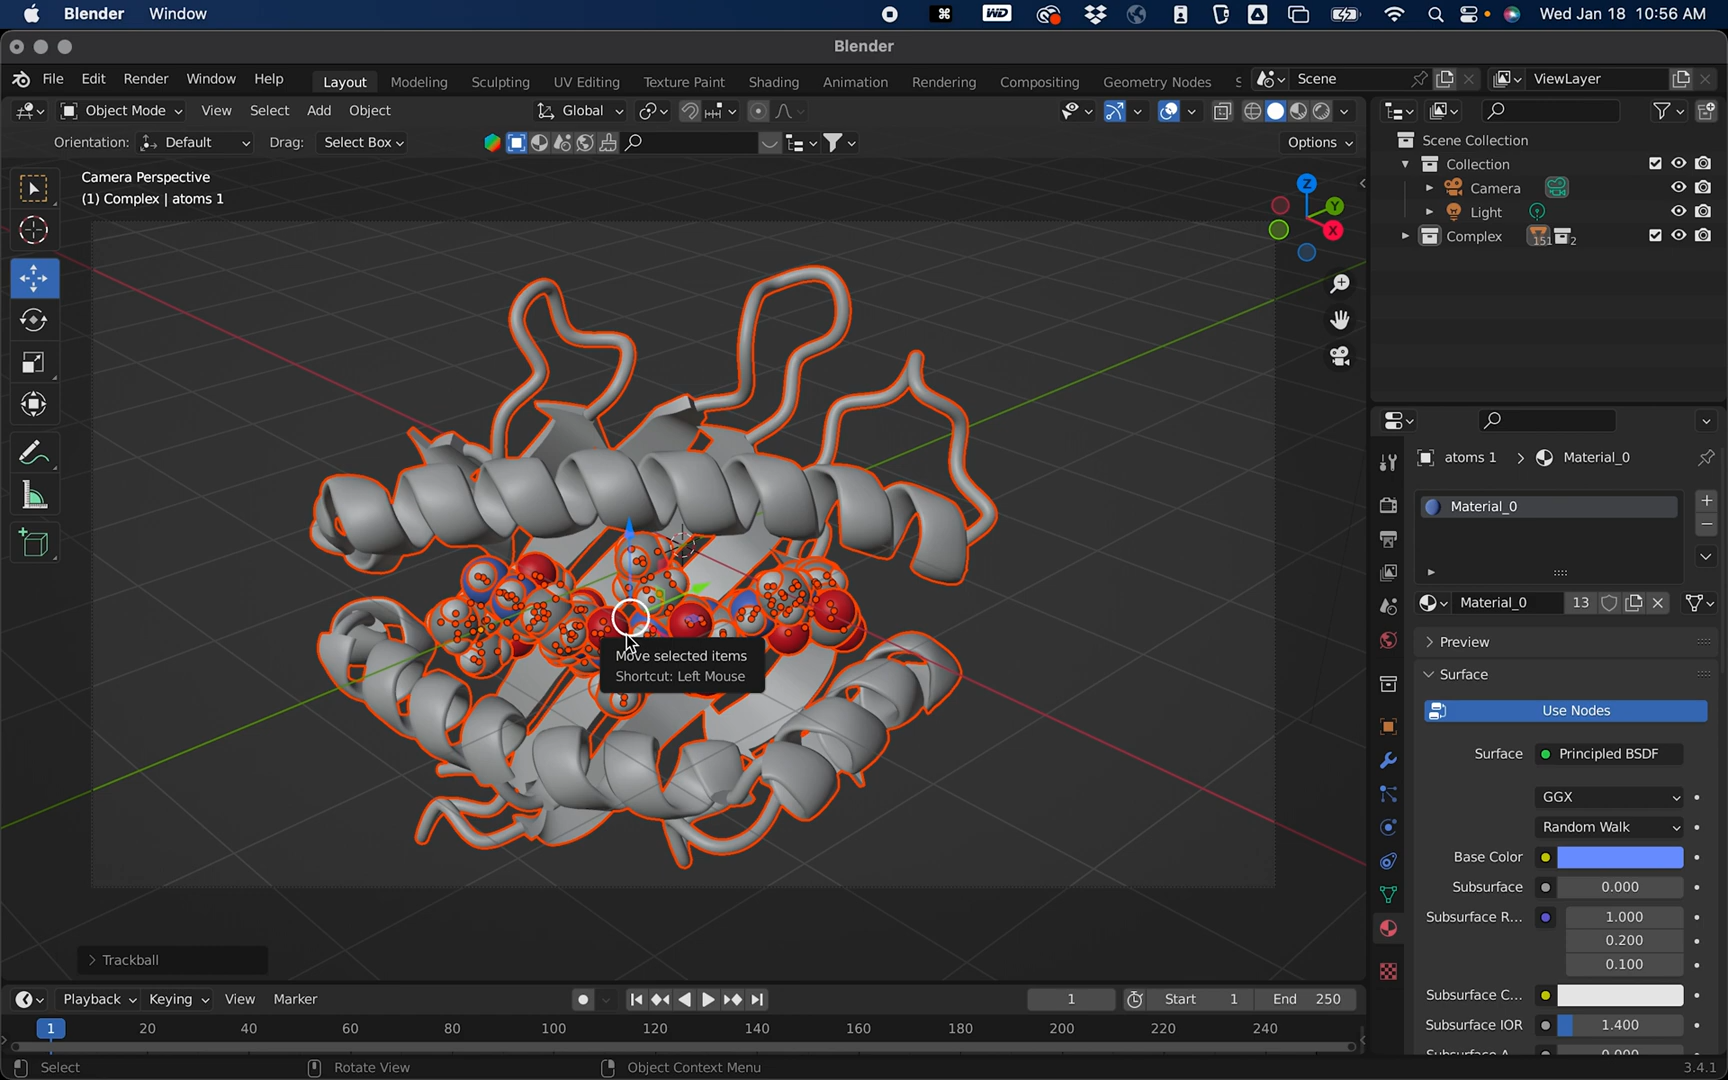 Blender Window WD Wed Jan 18 10:56 AM
Blender
File Edit Render Window Help Layout Modeling Sculpting UV Editing Texture Paint Shading Animation Rendering Compositing Geometry Nodes Scene ViewLayer
Object Mode View Select Add Object Global
Orientation: Default Drag: Select Box Options
Camera Perspective
(1) Complex | atoms 1
Z
Y
X
Scene Collection
Collection
Camera
Light
Complex 151 2
Move selected items
Shortcut: Left Mouse
atoms 1 > Material_0
Material_0
Material_0 13
Preview
Surface
Use Nodes
Surface Principled BSDF
GGX
Random Walk
Base Color
Subsurface 0.000
Subsurface R... 1.000
0.200
0.100
Subsurface C...
Subsurface IOR 1.400
> Trackball
Playback Keying View Marker 1 Start 1 End 250
1 20 40 60 80 100 120 140 160 180 200 220 240
Select Rotate View Object Context Menu 3.4.1